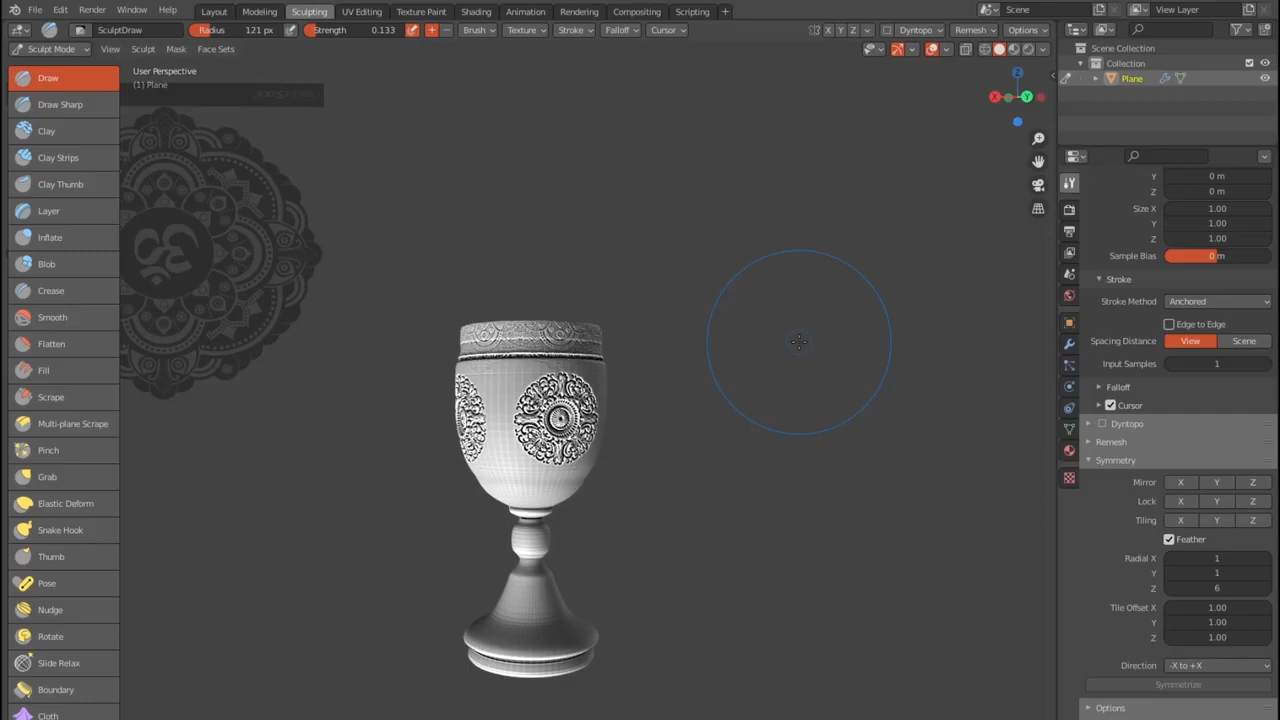 File Edit Render Window Help Layout Modeling Sculpting UV Editing Texture Paint Shading Animation Rendering Compositing Scripting + Scene View Layer
SculptDraw Radius 121 px Strength 0.133 + - Brush Texture Stroke Falloff Cursor X Y Z Dyntopo Remesh Options
Sculpt Mode View Sculpt Mask Face Sets
Scene Collection
Collection
Plane
User Perspective
(1) Plane
Draw
Draw Sharp
Clay
Clay Strips
Clay Thumb
Layer
Inflate
Blob
Crease
Smooth
Flatten
Fill
Scrape
Multi-plane Scrape
Pinch
Grab
Elastic Deform
Snake Hook
Thumb
Pose
Nudge
Rotate
Slide Relax
Boundary
Cloth
ॐ
Z
X Y
Y 0 m
Z 0 m
Size X 1.00
Y 1.00
Z 1.00
Sample Bias 0 m
Stroke
Stroke Method Anchored
Edge to Edge
Spacing Distance View Scene
Input Samples 1
Falloff
Cursor
Dyntopo
Remesh
Symmetry
Mirror X Y Z
Lock X Y Z
Tiling X Y Z
Feather
Radial X 1
Y 1
Z 6
Tile Offset X 1.00
Y 1.00
Z 1.00
Direction -X to +X
Symmetrize
Options